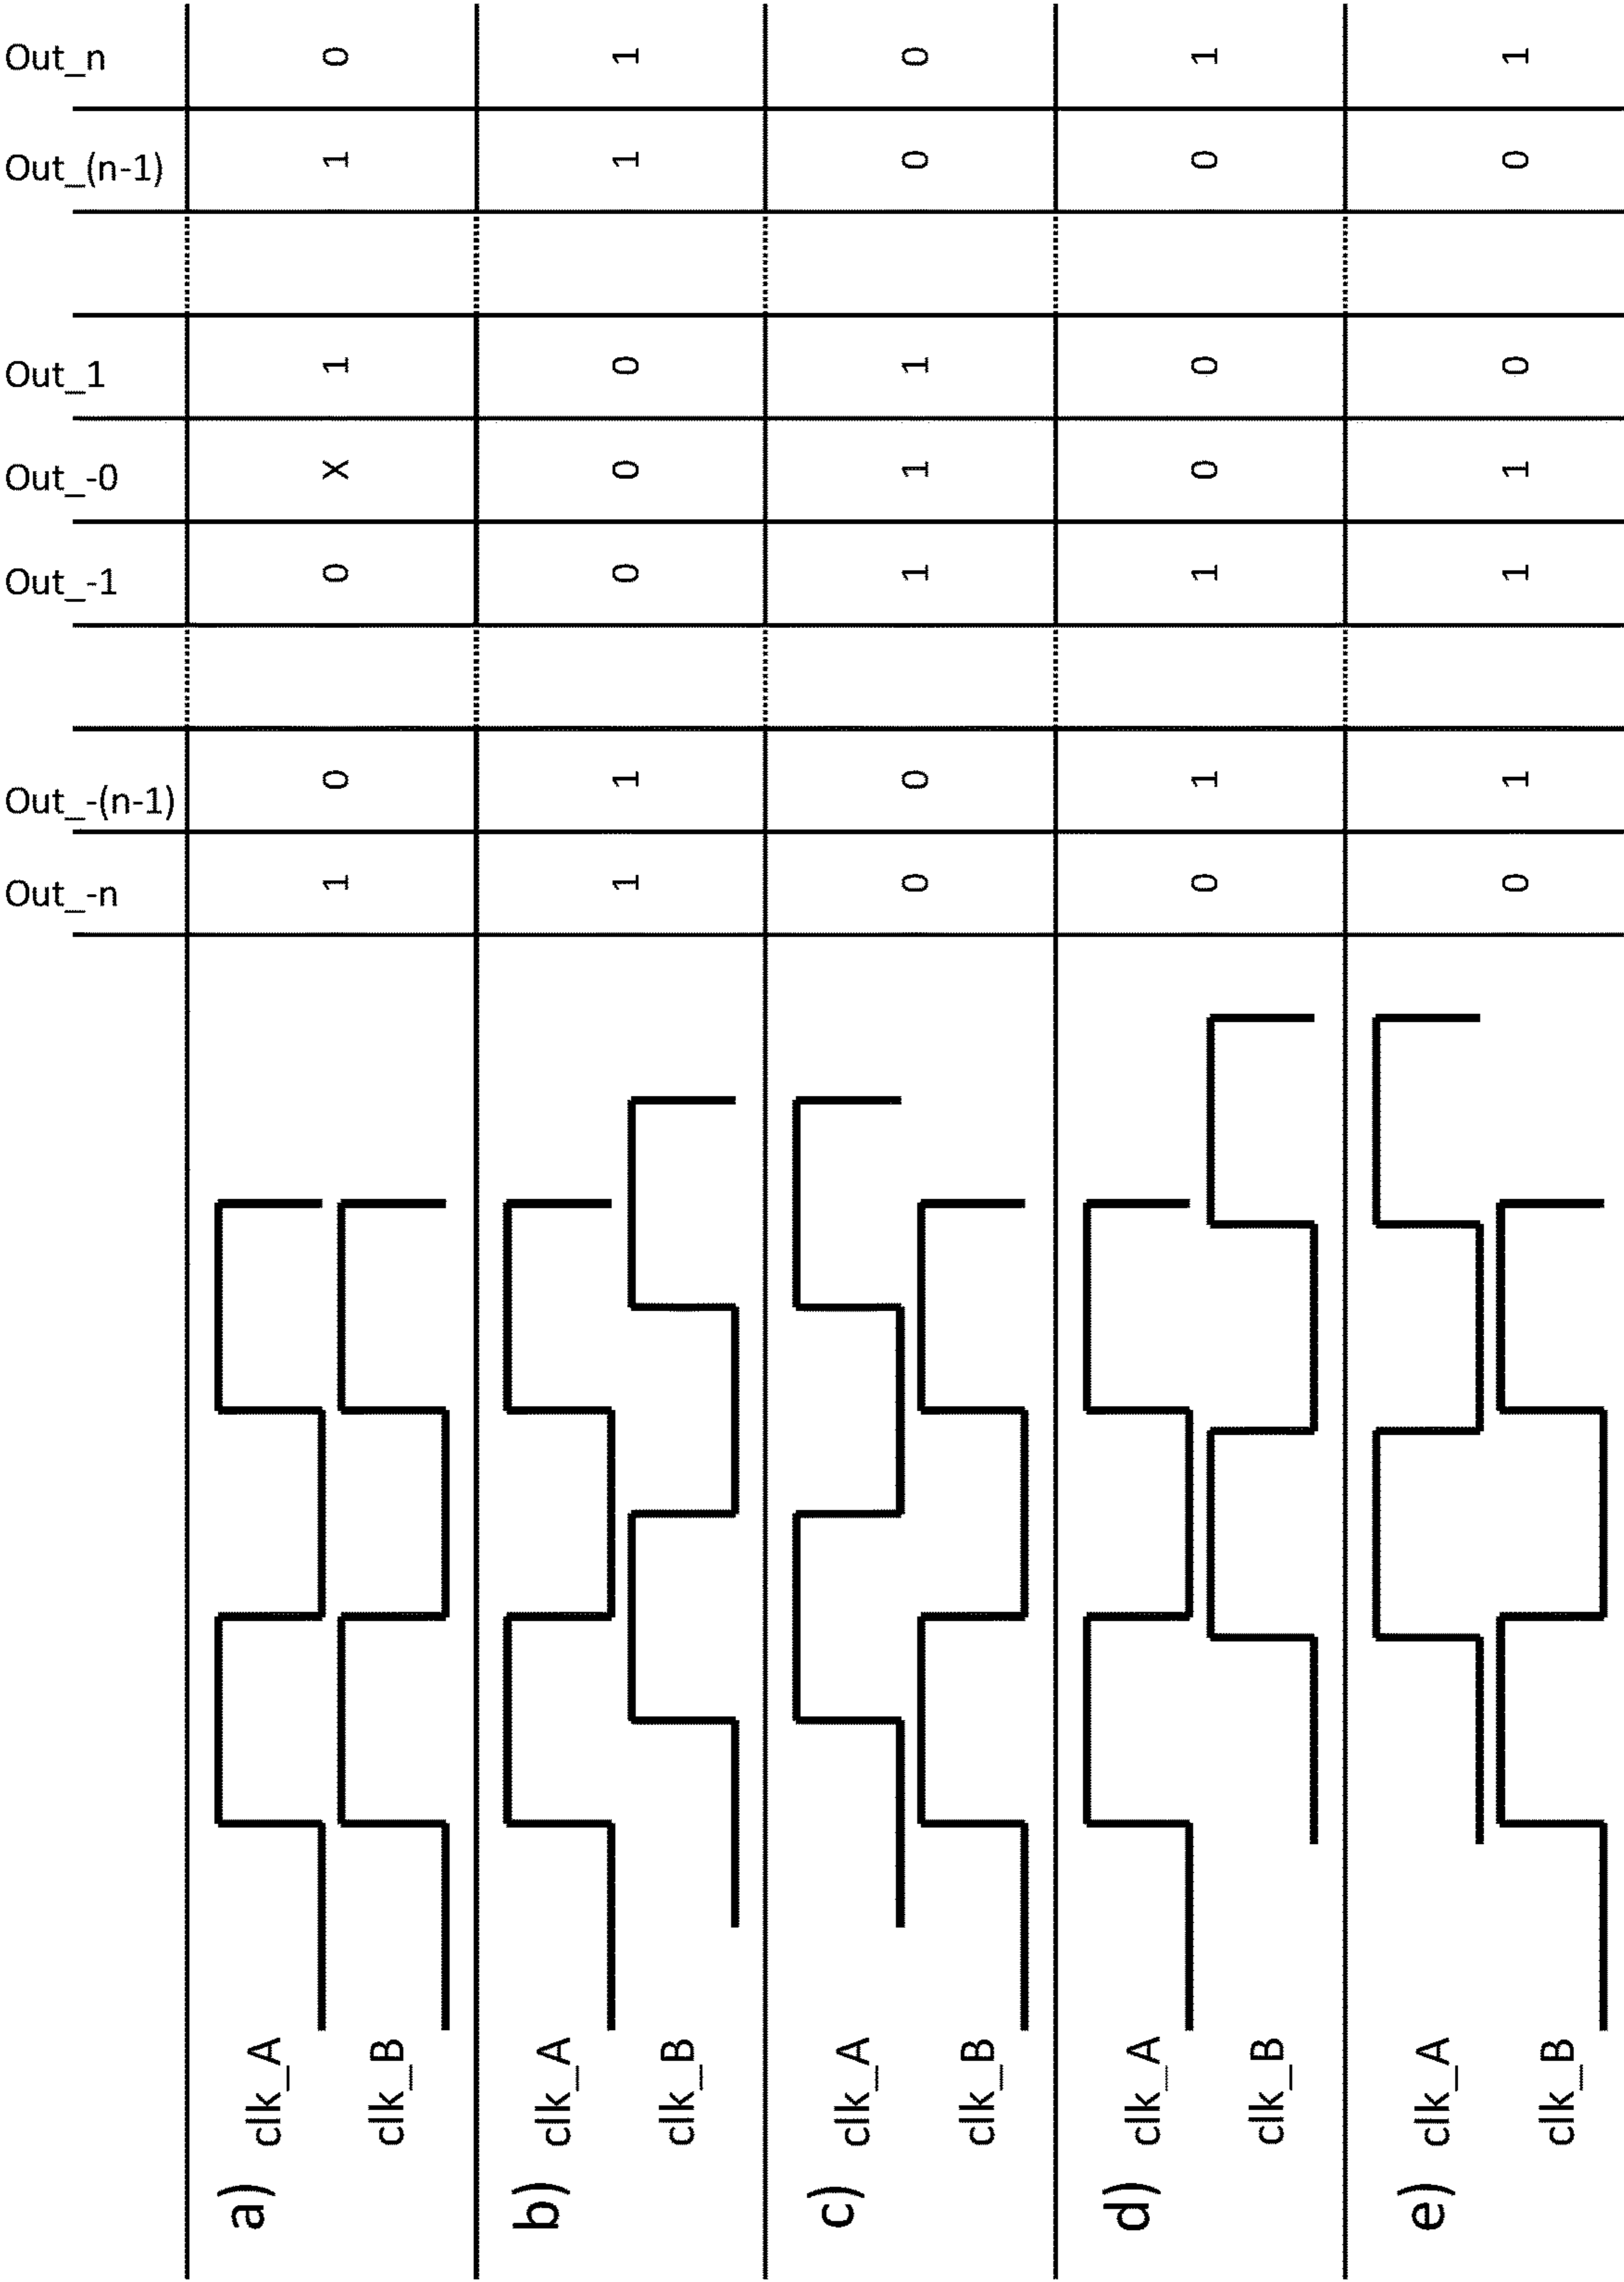 Out_-n Out_-(n-1) Out_-1 Out_-0 Out_1 Out_(n-1) Out_n
a) clk_A
1 0 0 X 1 1 0
clk_B
b) clk_A
1 1 0 0 0 1 1
clk_B
c) clk_A
0 0 1 1 1 0 0
clk_B
d) clk_A
0 1 1 0 0 0 1
clk_B
e) clk_A
0 1 1 1 0 0 1
clk_B